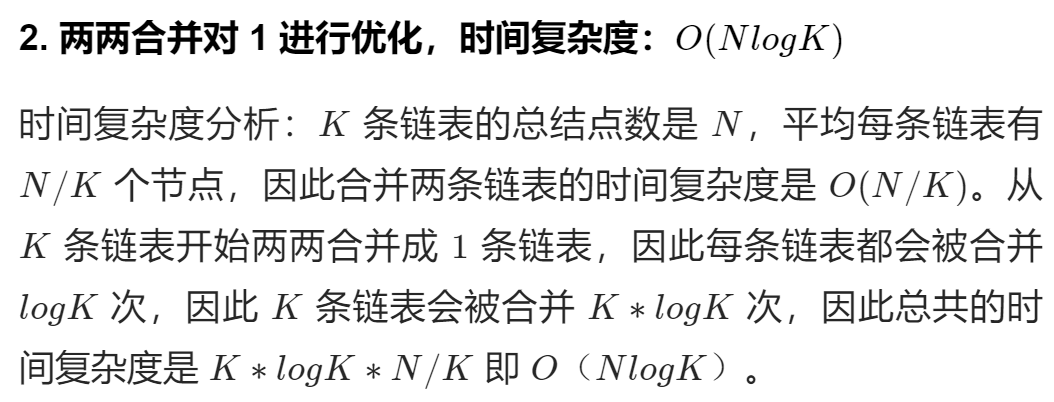 2. 两两合并对 1 进行优化，时间复杂度：O(NlogK)
时间复杂度分析：K 条链表的总结点数是 N，平均每条链表有
N/K 个节点，因此合并两条链表的时间复杂度是 O(N/K)。从
K 条链表开始两两合并成 1 条链表，因此每条链表都会被合并
logK 次，因此 K 条链表会被合并 K * logK 次，因此总共的时
间复杂度是 K * logK * N/K 即 O（NlogK）。